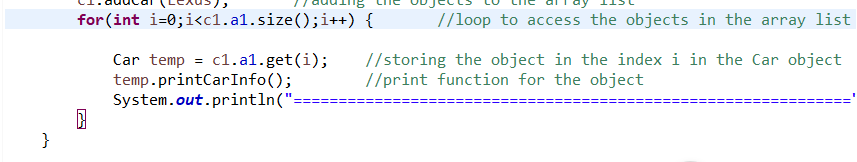 c1.addCar(Lexus); //adding the objects to the array list
for(int i=0;i<c1.a1.size();i++) { //loop to access the objects in the array list
Car temp = c1.a1.get(i); //storing the object in the index i in the Car object
temp.printCarInfo(); //print function for the object
System.out.println("=============================================================="
}
}